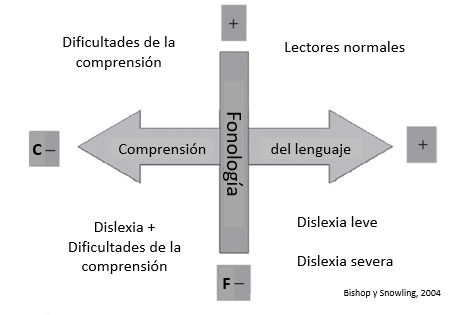 +
Dificultades de la
comprensión
Lectores normales
Fonología
C –
Comprensión
del lenguaje
+
Dislexia +
Dificultades de la
comprensión
Dislexia leve
Dislexia severa
F –
Bishop y Snowling, 2004